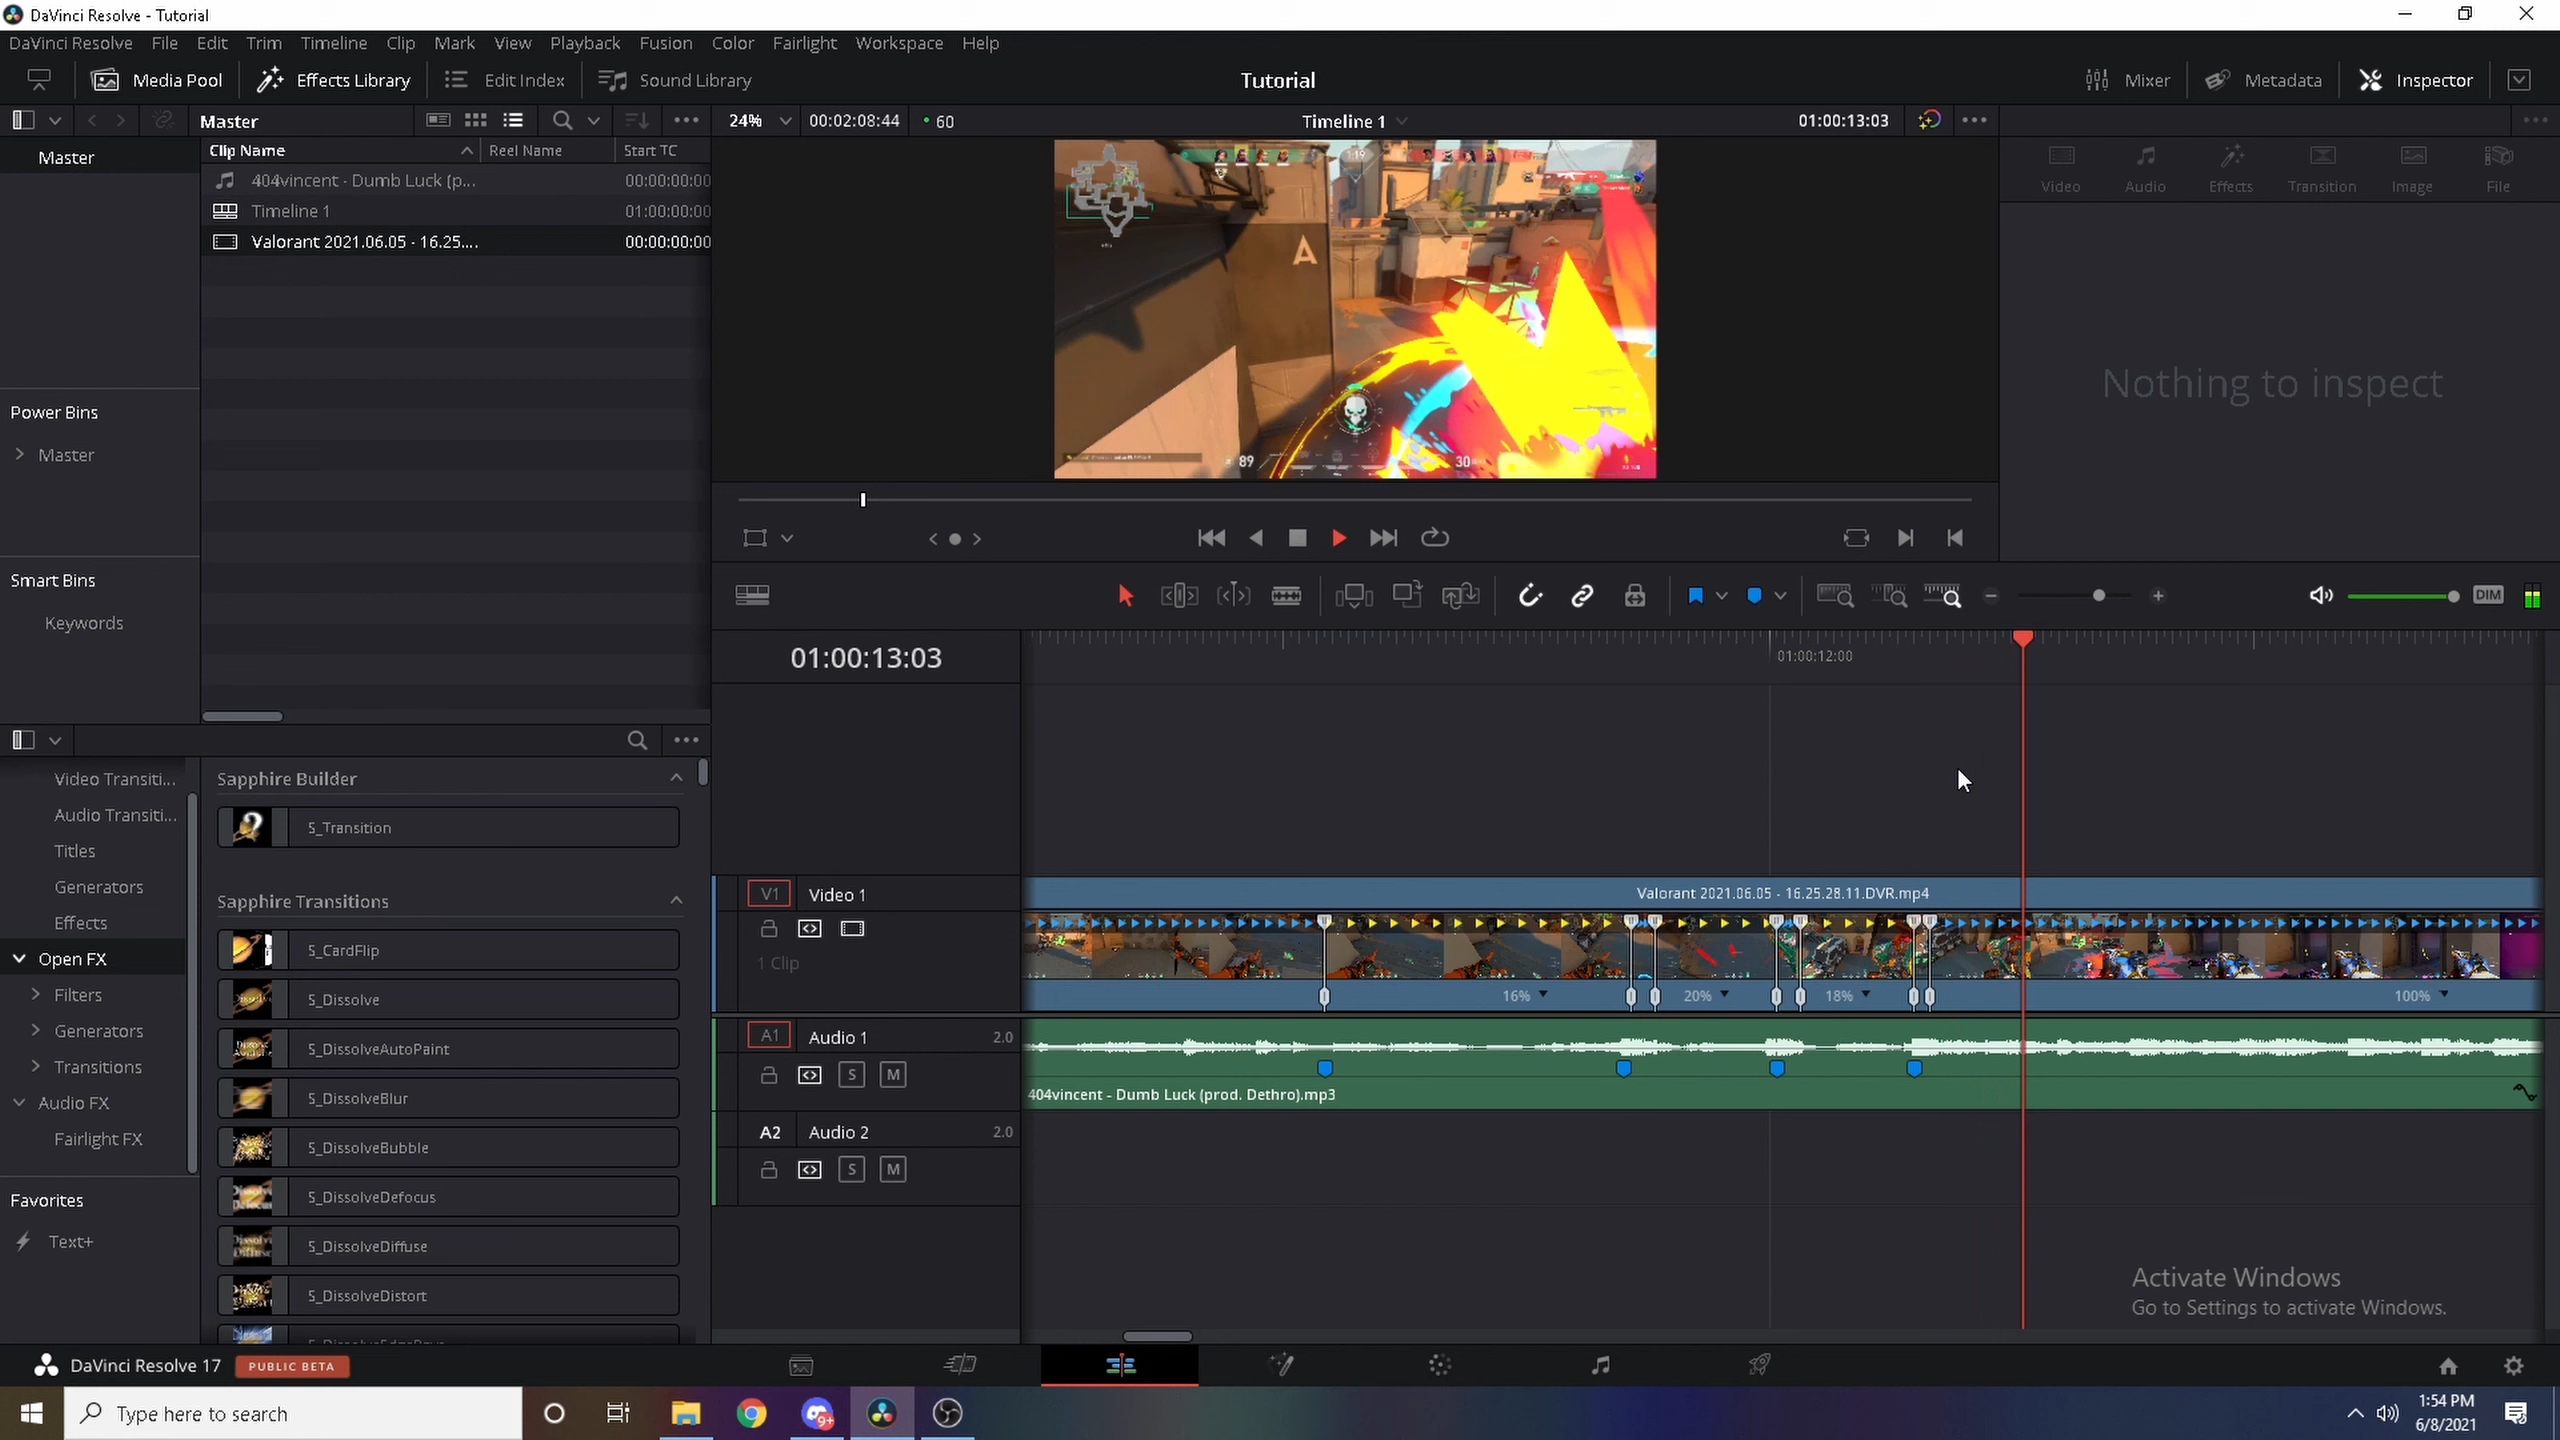 DaVinci Resolve - Tutorial
DaVinci Resolve File Edit Trim Timeline Clip Mark View Playback Fusion Color Fairlight Workspace Help
Media Pool Effects Library Edit Index Sound Library Tutorial Mixer Metadata Inspector
Master 24% 00:02:08:44 60 Timeline 1 01:00:13:03
Master
Clip Name Reel Name Start TC
404vincent - Dumb Luck (p... 00:00:00:00
Timeline 1 01:00:00:00
Valorant 2021.06.05 - 16.25.... 00:00:00:00
Video Audio Effects Transition Image File
1:19
A
89 30
Nothing to inspect
Power Bins
Master
Smart Bins
Keywords
DIM
01:00:13:03
01:00:12:00
Video Transiti...
Audio Transiti...
Titles
Generators
Effects
Open FX
Filters
Generators
Transitions
Audio FX
Fairlight FX
Favorites
Text+
Sapphire Builder
S_Transition
Sapphire Transitions
S_CardFlip
S_Dissolve
S_DissolveAutoPaint
S_DissolveBlur
S_DissolveBubble
S_DissolveDefocus
S_DissolveDiffuse
S_DissolveDistort
V1 Video 1
1 Clip
Valorant 2021.06.05 - 16.25.28.11.DVR.mp4
16% 20% 18% 100%
A1 Audio 1 2.0
S M
404vincent - Dumb Luck (prod. Dethro).mp3
A2 Audio 2 2.0
S M
Activate Windows
Go to Settings to activate Windows.
DaVinci Resolve 17 PUBLIC BETA
Type here to search
9+
1:54 PM
6/8/2021